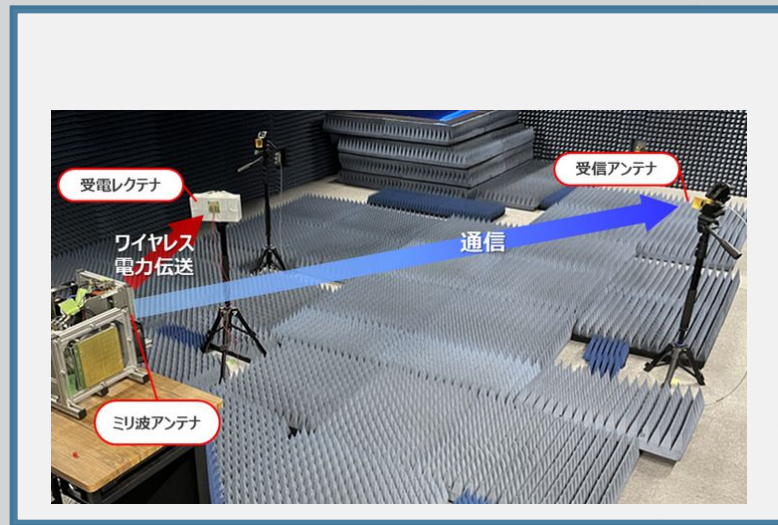 受電レクテナ
受信アンテナ
ワイヤレス
電力伝送
通信
ミリ波アンテナ